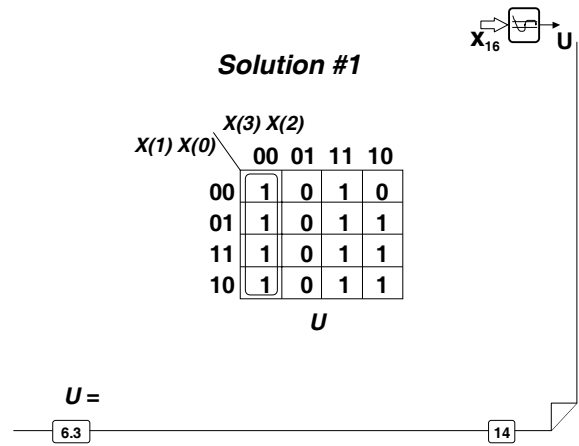 X16 U
Solution #1
X(3) X(2)
X(1) X(0)
00 01 11 10
00 1 0 1 0
01 1 0 1 1
11 1 0 1 1
10 1 0 1 1
U
U =
6.3 14